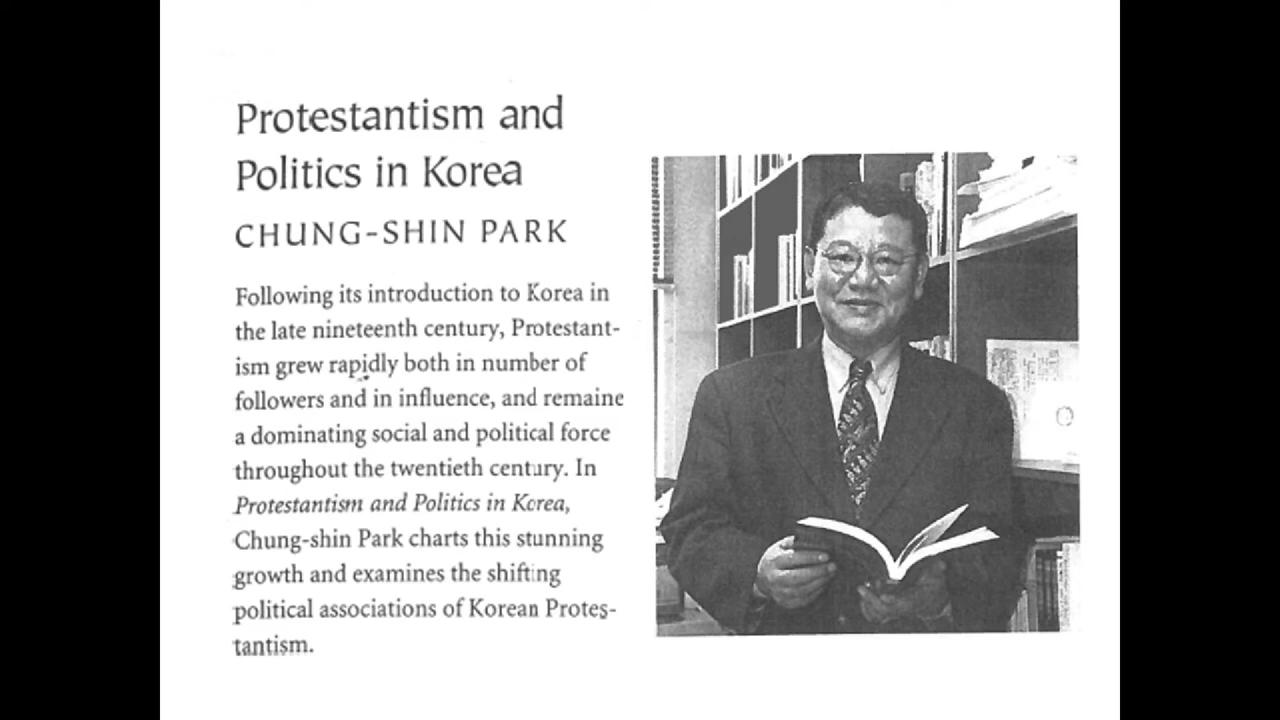 Protestantism and
Politics in Korea
CHUNG-SHIN PARK
Following its introduction to Korea in
the late nineteenth century, Protestant-
ism grew rapidly both in number of
followers and in influence, and remaine
a dominating social and political force
throughout the twentieth century. In
Protestantism and Politics in Korea,
Chung-shin Park charts this stunning
growth and examines the shifting
political associations of Korean Protes-
tantism.